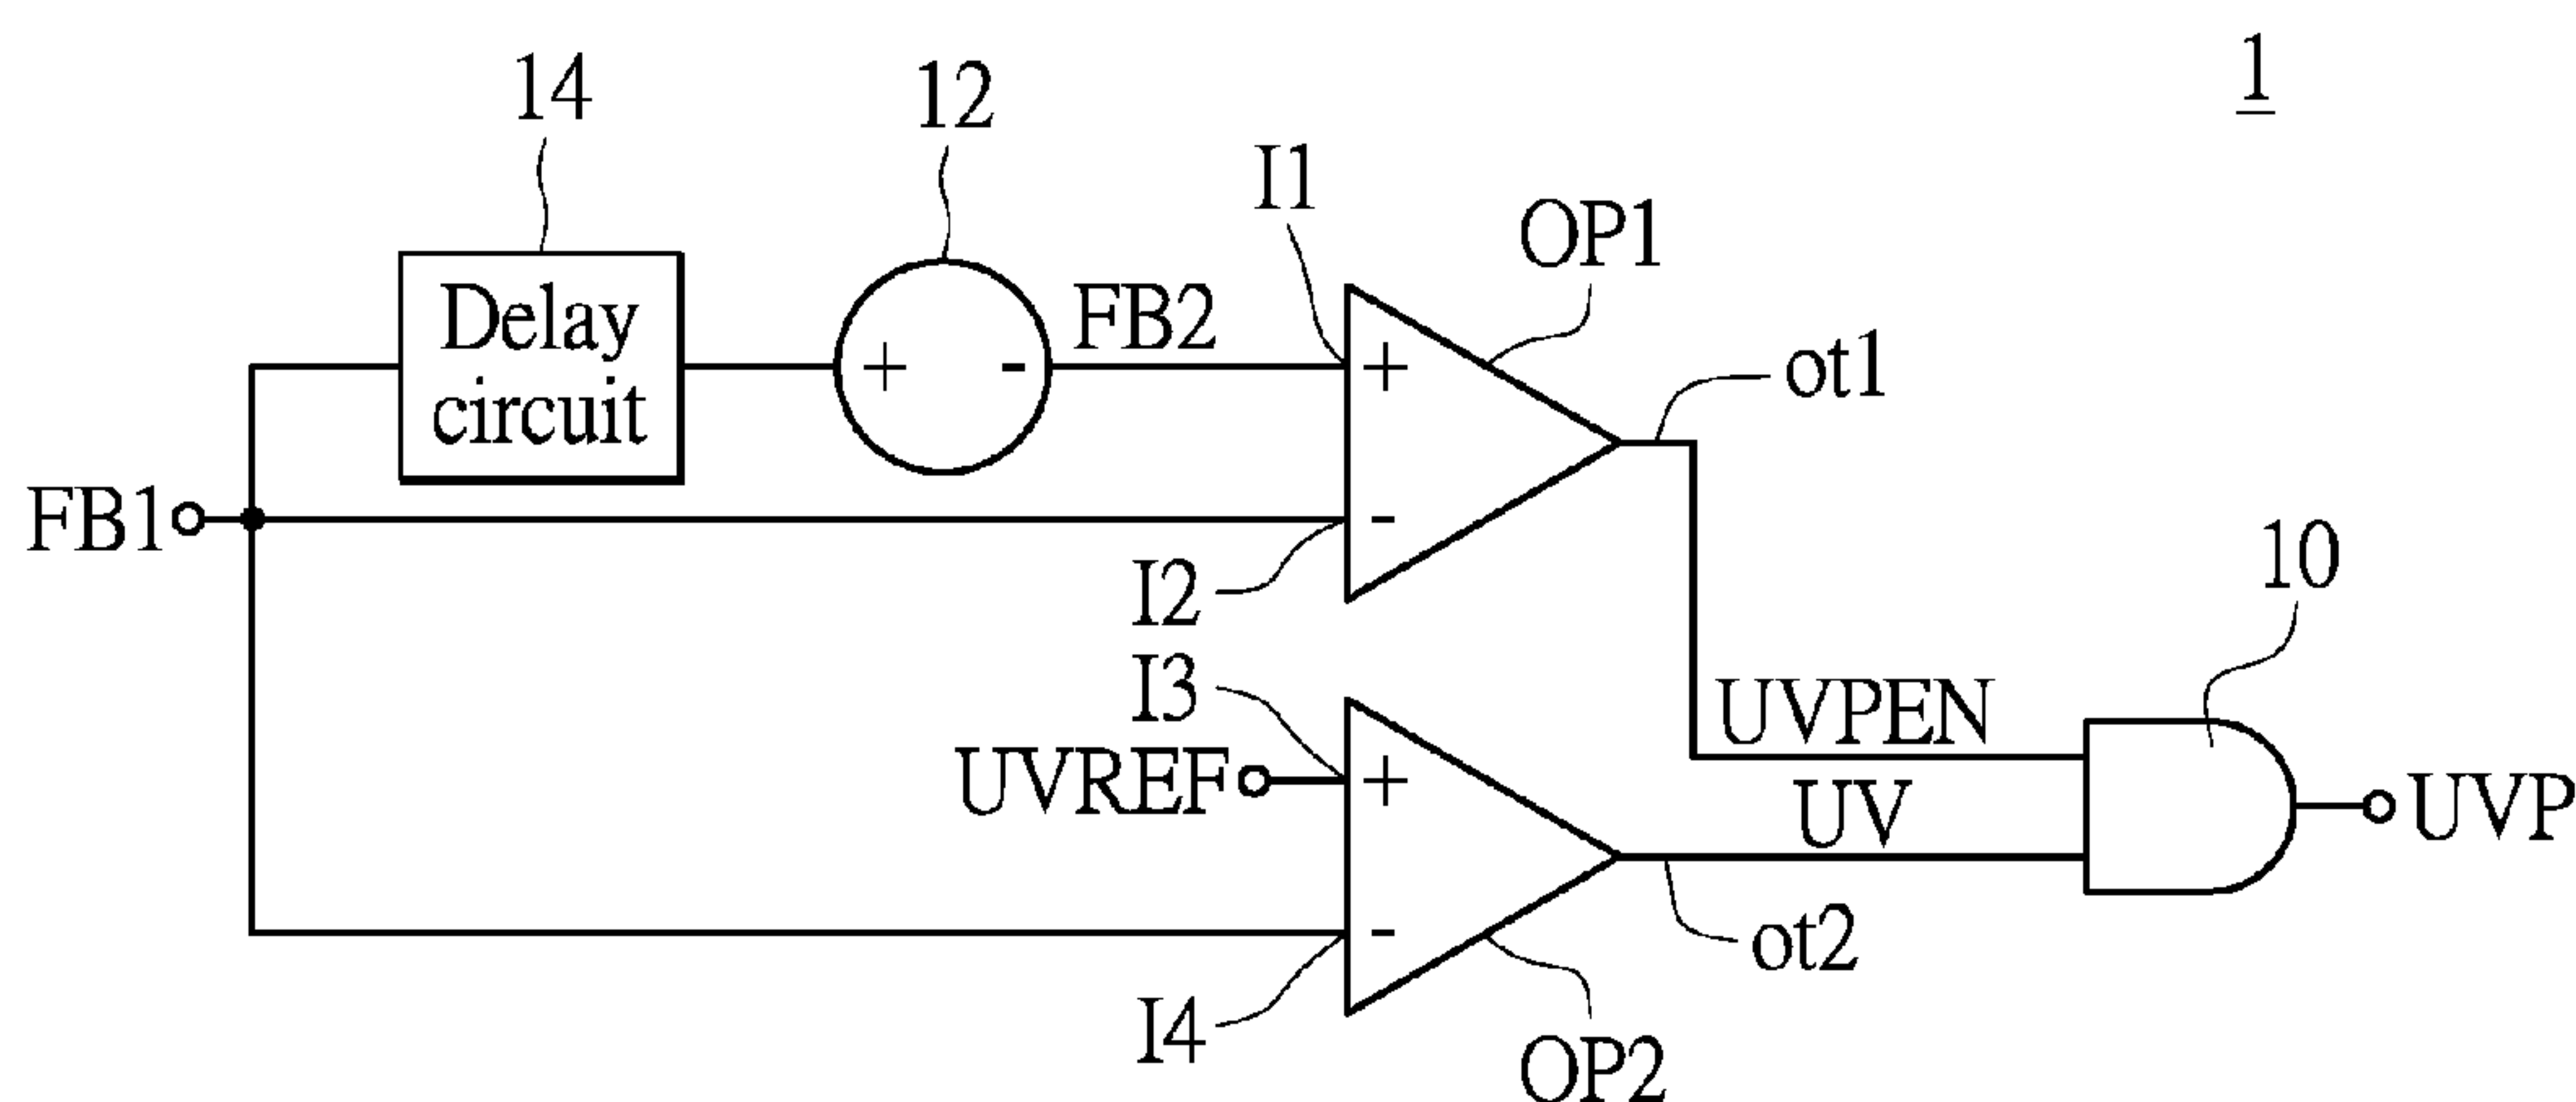 1
14
12
I1
OP1
Delay
circuit
+
-
FB2
+
ot1
FB1
-
I2
10
I3
UVREF
+
UVPEN
UV
UVP
-
ot2
I4
OP2